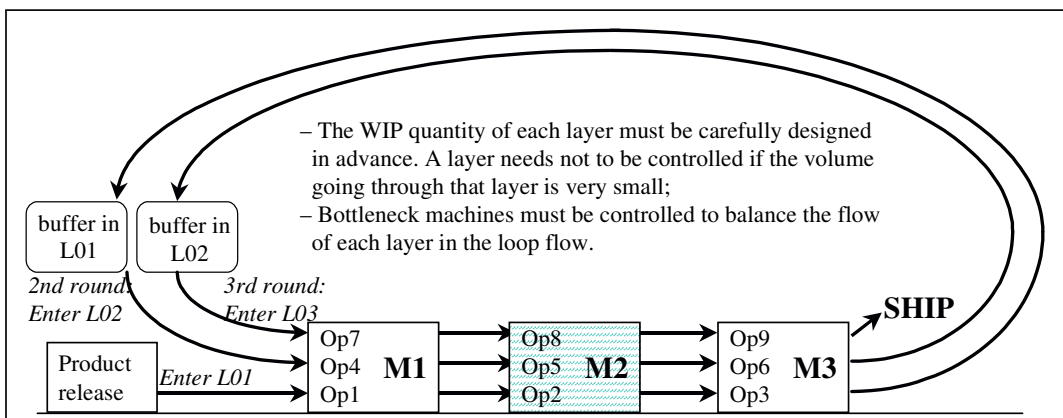 – The WIP quantity of each layer must be carefully designed
in advance. A layer needs not to be controlled if the volume
going through that layer is very small;
– Bottleneck machines must be controlled to balance the flow
of each layer in the loop flow.
buffer in
L01
buffer in
L02
2nd round:
Enter L02
3rd round:
Enter L03
SHIP
Product
release
Enter L01
Op7
Op4
Op1
M1
Op8
Op5
Op2
M2
Op9
Op6
Op3
M3